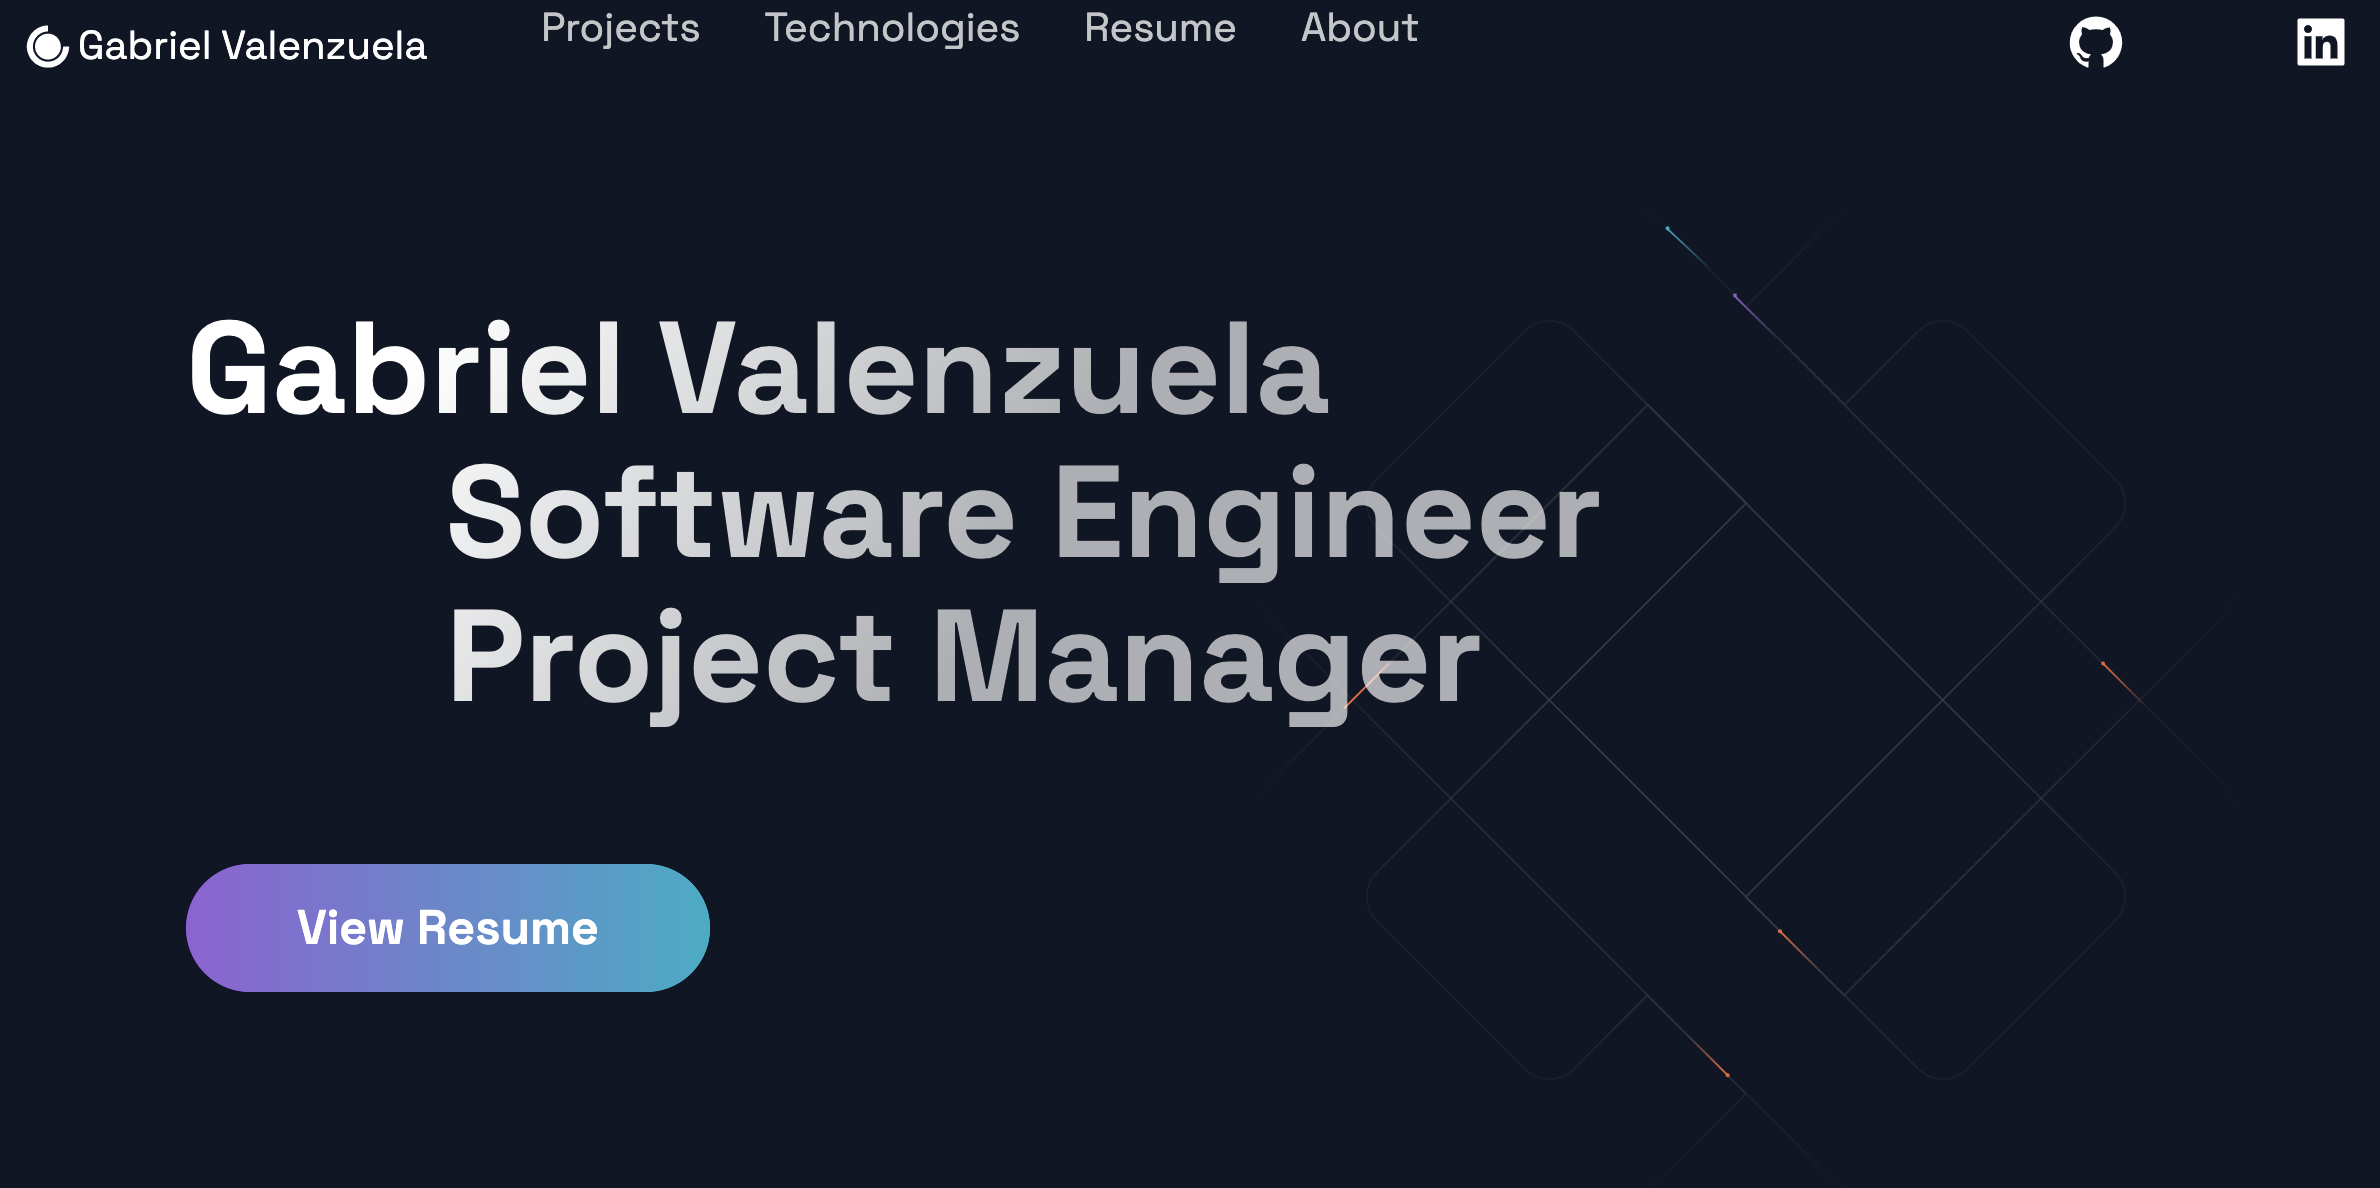 Gabriel Valenzuela Projects Technologies Resume About in
Gabriel Valenzuela
Software Engineer
Project Manager
View Resume